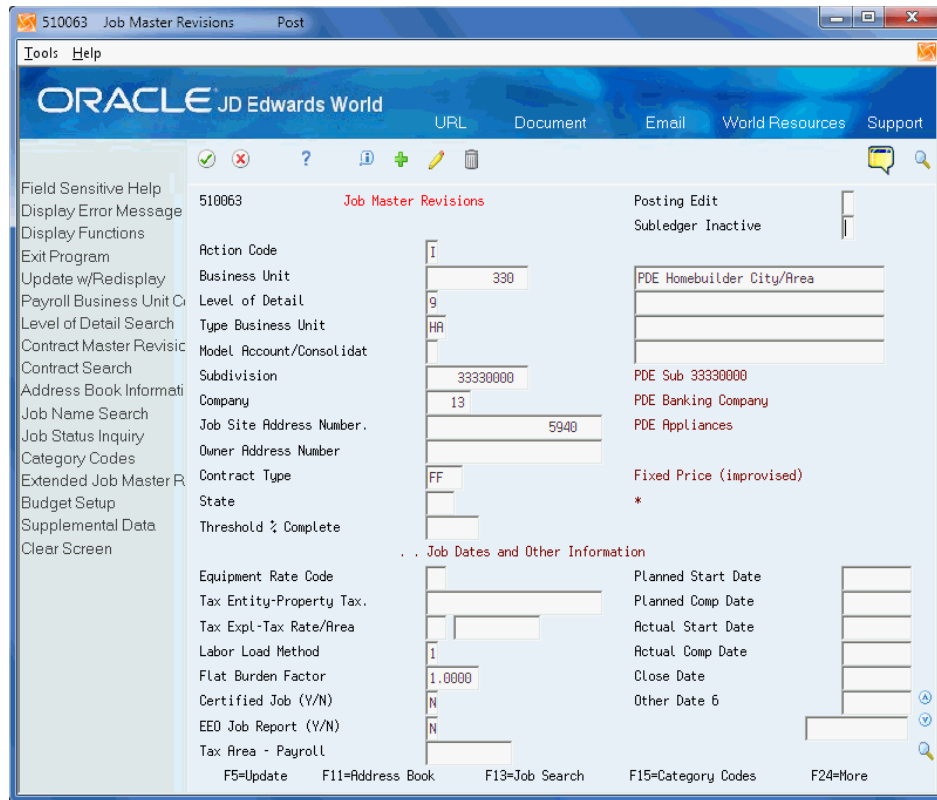 510063 Job Master Revisions Post
Tools Help
ORACLE JD Edwards World
URL Document Email World Resources Support
Field Sensitive Help
Display Error Message
Display Functions
Exit Program
Update w/Redisplay
Payroll Business Unit C
Level of Detail Search
Contract Master Revisic
Contract Search
Address Book Informati
Job Name Search
Job Status Inquiry
Category Codes
Extended Job Master R
Budget Setup
Supplemental Data
Clear Screen
510063 Job Master Revisions Posting Edit
Subledger Inactive
Action Code I
Business Unit 330 PDE Homebuilder City/Area
Level of Detail 9
Type Business Unit HA
Model Account/Consolidat
Subdivision 33330000 PDE Sub 33330000
Company 13 PDE Banking Company
Job Site Address Number. 5940 PDE Appliances
Owner Address Number
Contract Type FF Fixed Price (improvised)
State *
Threshold % Complete
. . Job Dates and Other Information
Equipment Rate Code Planned Start Date
Tax Entity-Property Tax. Planned Comp Date
Tax Expl-Tax Rate/Area Actual Start Date
Labor Load Method 1 Actual Comp Date
Flat Burden Factor 1.0000 Close Date
Certified Job (Y/N) N Other Date 6
EEO Job Report (Y/N) N
Tax Area - Payroll
F5=Update F11=Address Book F13=Job Search F15=Category Codes F24=More